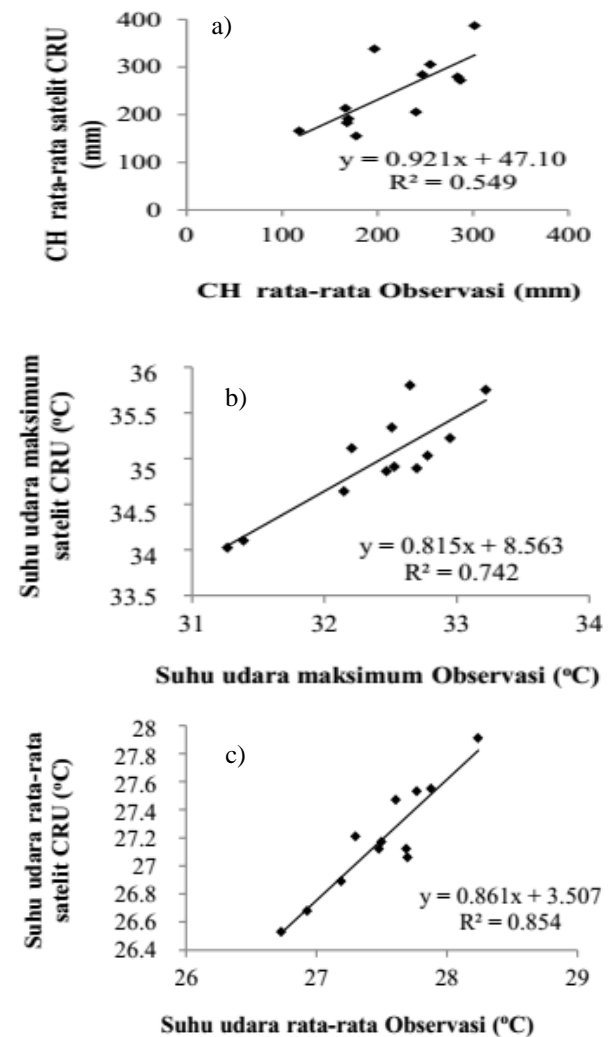 a)
CH rata-rata satelit CRU
(mm)
400
300
200
100
0
y = 0.921x + 47.10
R² = 0.549
0 100 200 300 400
CH rata-rata Observasi (mm)
b)
Suhu udara maksimum
satelit CRU (°C)
36
35.5
35
34.5
34
33.5
y = 0.815x + 8.563
R² = 0.742
31 32 33 34
Suhu udara maksimum Observasi (°C)
c)
Suhu udara rata-rata
satelit CRU (°C)
28
27.8
27.6
27.4
27.2
27
26.8
26.6
26.4
y = 0.861x + 3.507
R² = 0.854
26 27 28 29
Suhu udara rata-rata Observasi (°C)